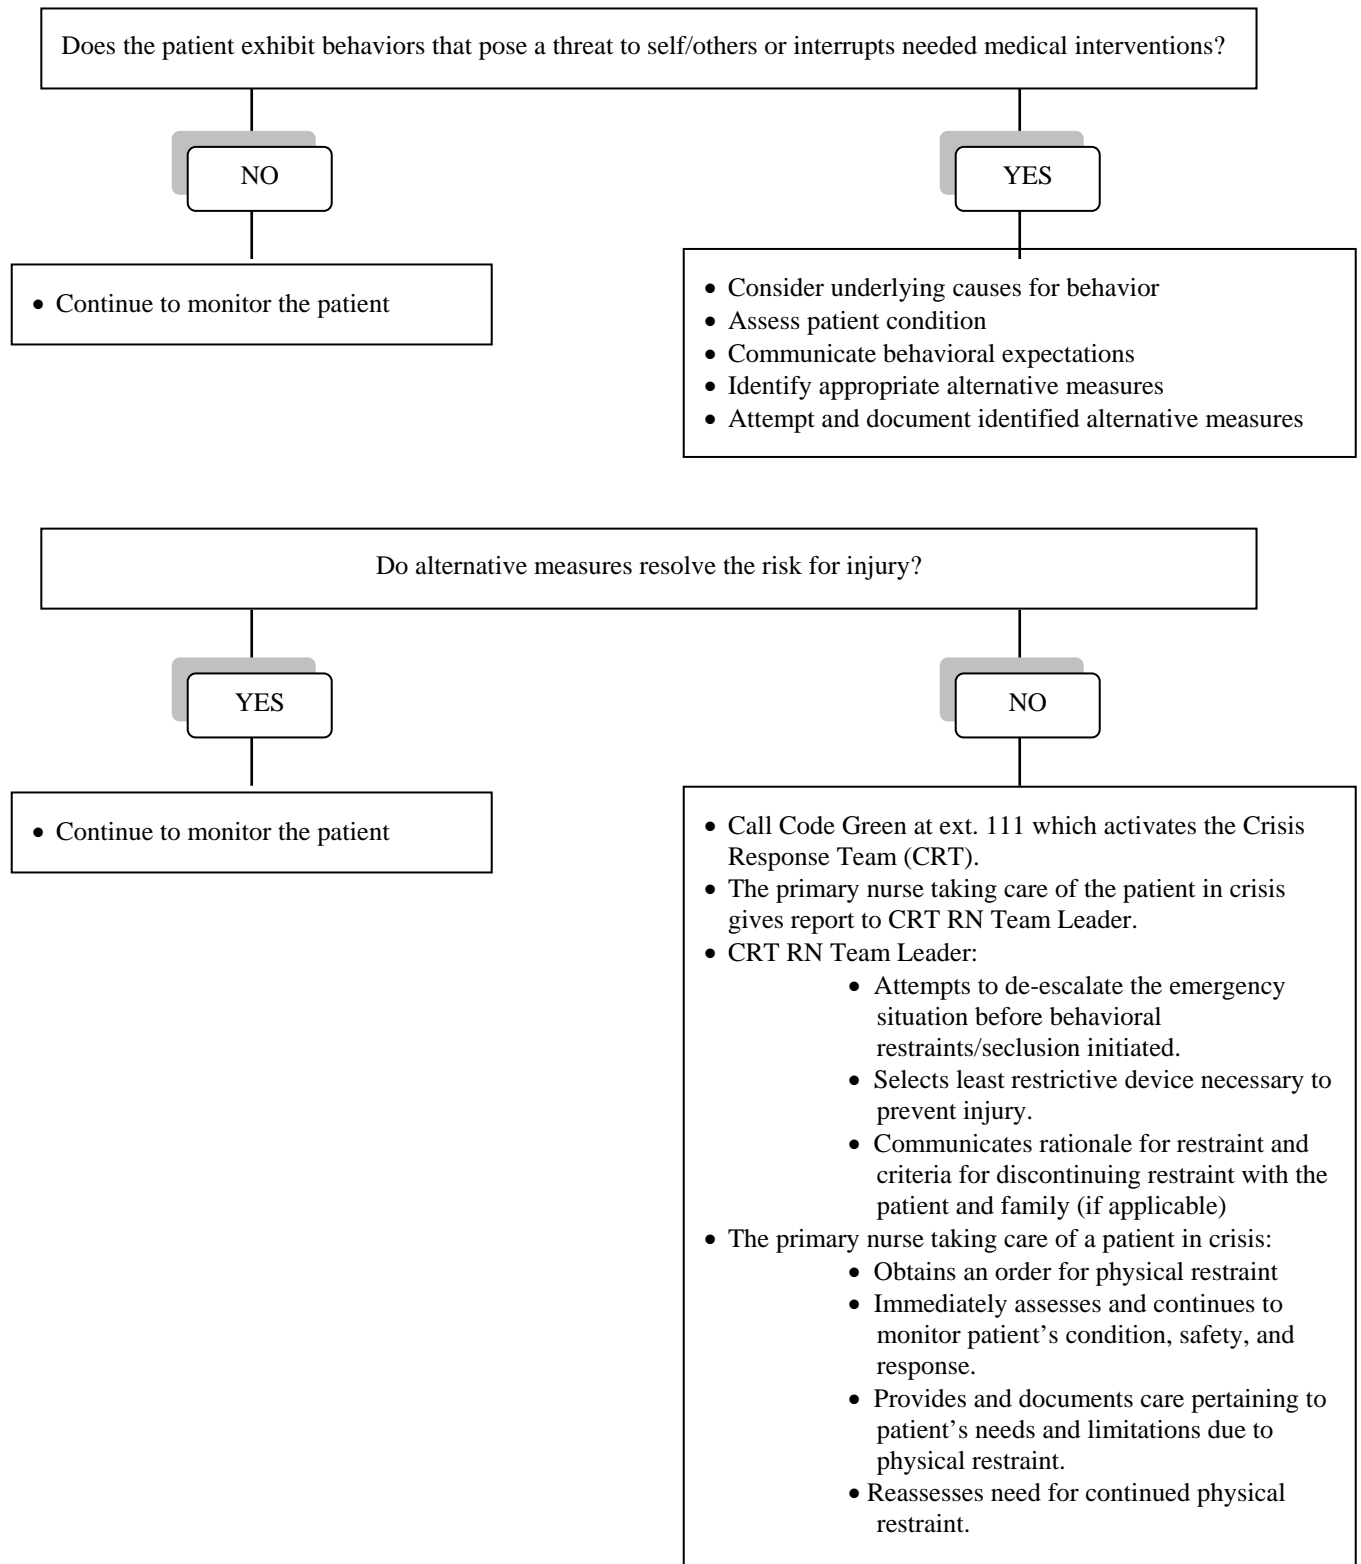 Does the patient exhibit behaviors that pose a threat to self/others or interrupts needed medical interventions?
NO
YES
• Continue to monitor the patient
• Consider underlying causes for behavior
• Assess patient condition
• Communicate behavioral expectations
• Identify appropriate alternative measures
• Attempt and document identified alternative measures
Do alternative measures resolve the risk for injury?
YES
NO
• Continue to monitor the patient
• Call Code Green at ext. 111 which activates the Crisis
Response Team (CRT).
• The primary nurse taking care of the patient in crisis
gives report to CRT RN Team Leader.
• CRT RN Team Leader:
• Attempts to de-escalate the emergency
situation before behavioral
restraints/seclusion initiated.
• Selects least restrictive device necessary to
prevent injury.
• Communicates rationale for restraint and
criteria for discontinuing restraint with the
patient and family (if applicable)
• The primary nurse taking care of a patient in crisis:
• Obtains an order for physical restraint
• Immediately assesses and continues to
monitor patient’s condition, safety, and
response.
• Provides and documents care pertaining to
patient’s needs and limitations due to
physical restraint.
• Reassesses need for continued physical
restraint.